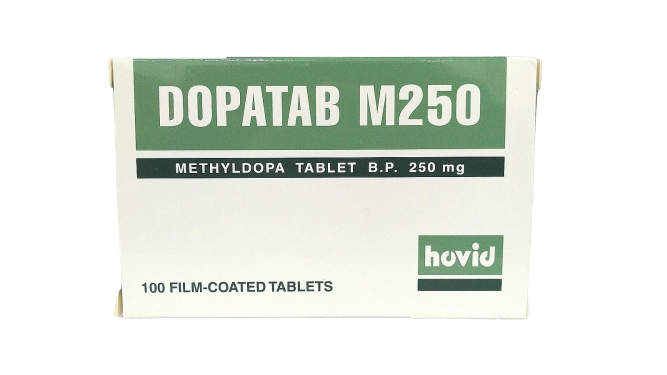 DOPATAB M250
METHYLDOPA TABLET B.P. 250 mg
hovid
100 FILM-COATED TABLETS